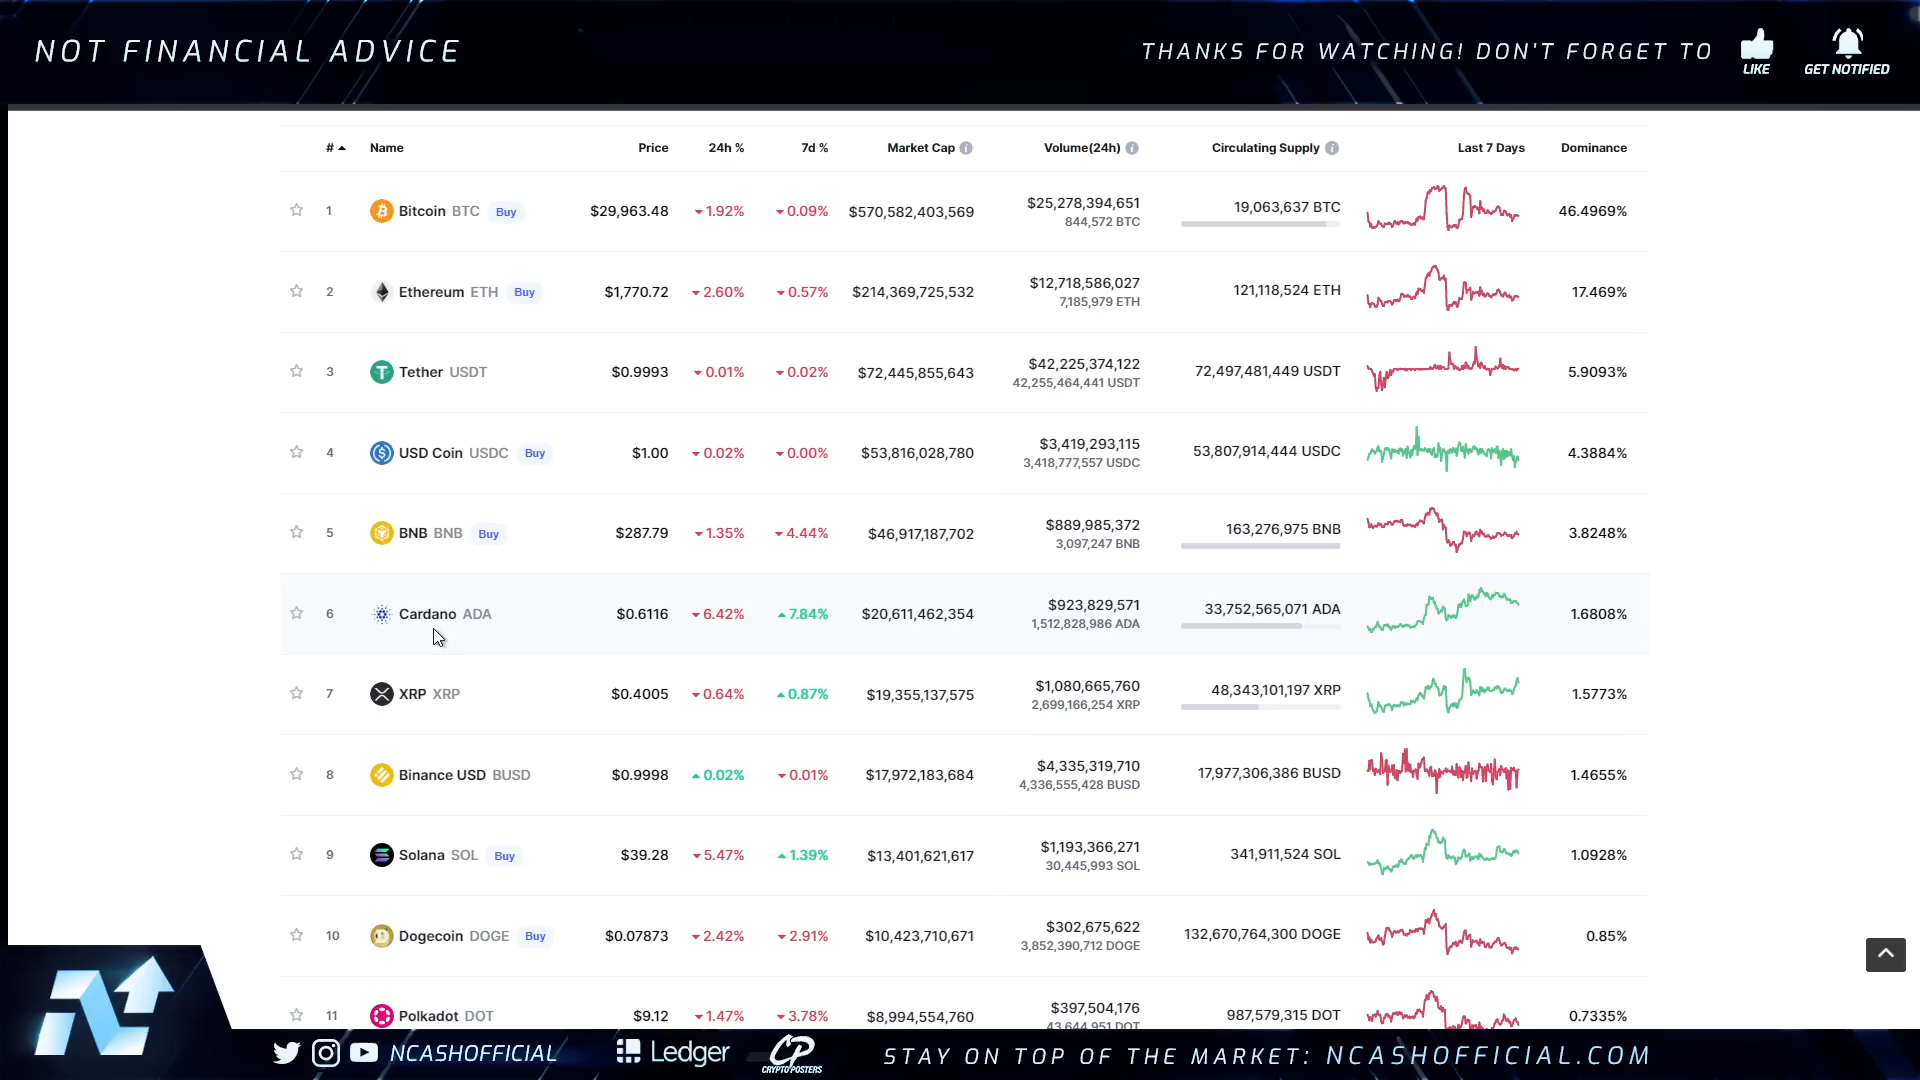 NOT FINANCIAL ADVICE
THANKS FOR WATCHING! DON'T FORGET TO
LIKE
GET NOTIFIED
# Name Price 24h % 7d % Market Cap Volume(24h) Circulating Supply Last 7 Days Dominance
1 Bitcoin BTC Buy $29,963.48 1.92% 0.09% $570,582,403,569 $25,278,394,651 19,063,637 BTC 46.4969%
844,572 BTC
2 Ethereum ETH Buy $1,770.72 2.60% 0.57% $214,369,725,532 $12,718,586,027 121,118,524 ETH 17.469%
7,185,979 ETH
3 Tether USDT $0.9993 0.01% 0.02% $72,445,855,643 $42,225,374,122 72,497,481,449 USDT 5.9093%
42,255,464,441 USDT
4 USD Coin USDC Buy $1.00 0.02% 0.00% $53,816,028,780 $3,419,293,115 53,807,914,444 USDC 4.3884%
3,418,777,557 USDC
5 BNB BNB Buy $287.79 1.35% 4.44% $46,917,187,702 $889,985,372 163,276,975 BNB 3.8248%
3,097,247 BNB
6 Cardano ADA $0.6116 6.42% 7.84% $20,611,462,354 $923,829,571 33,752,565,071 ADA 1.6808%
1,512,828,986 ADA
7 XRP XRP $0.4005 0.64% 0.87% $19,355,137,575 $1,080,665,760 48,343,101,197 XRP 1.5773%
2,699,166,254 XRP
8 Binance USD BUSD $0.9998 0.02% 0.01% $17,972,183,684 $4,335,319,710 17,977,306,386 BUSD 1.4655%
4,336,555,428 BUSD
9 Solana SOL Buy $39.28 5.47% 1.39% $13,401,621,617 $1,193,366,271 341,911,524 SOL 1.0928%
30,445,993 SOL
10 Dogecoin DOGE Buy $0.07873 2.42% 2.91% $10,423,710,671 $302,675,622 132,670,764,300 DOGE 0.85%
3,852,390,712 DOGE
11 Polkadot DOT $9.12 1.47% 3.78% $8,994,554,760 $397,504,176 987,579,315 DOT 0.7335%
43,644,951 DOT
NCASHOFFICIAL
Ledger
CP
CRYPTOPOSTERS
STAY ON TOP OF THE MARKET: NCASHOFFICIAL.COM